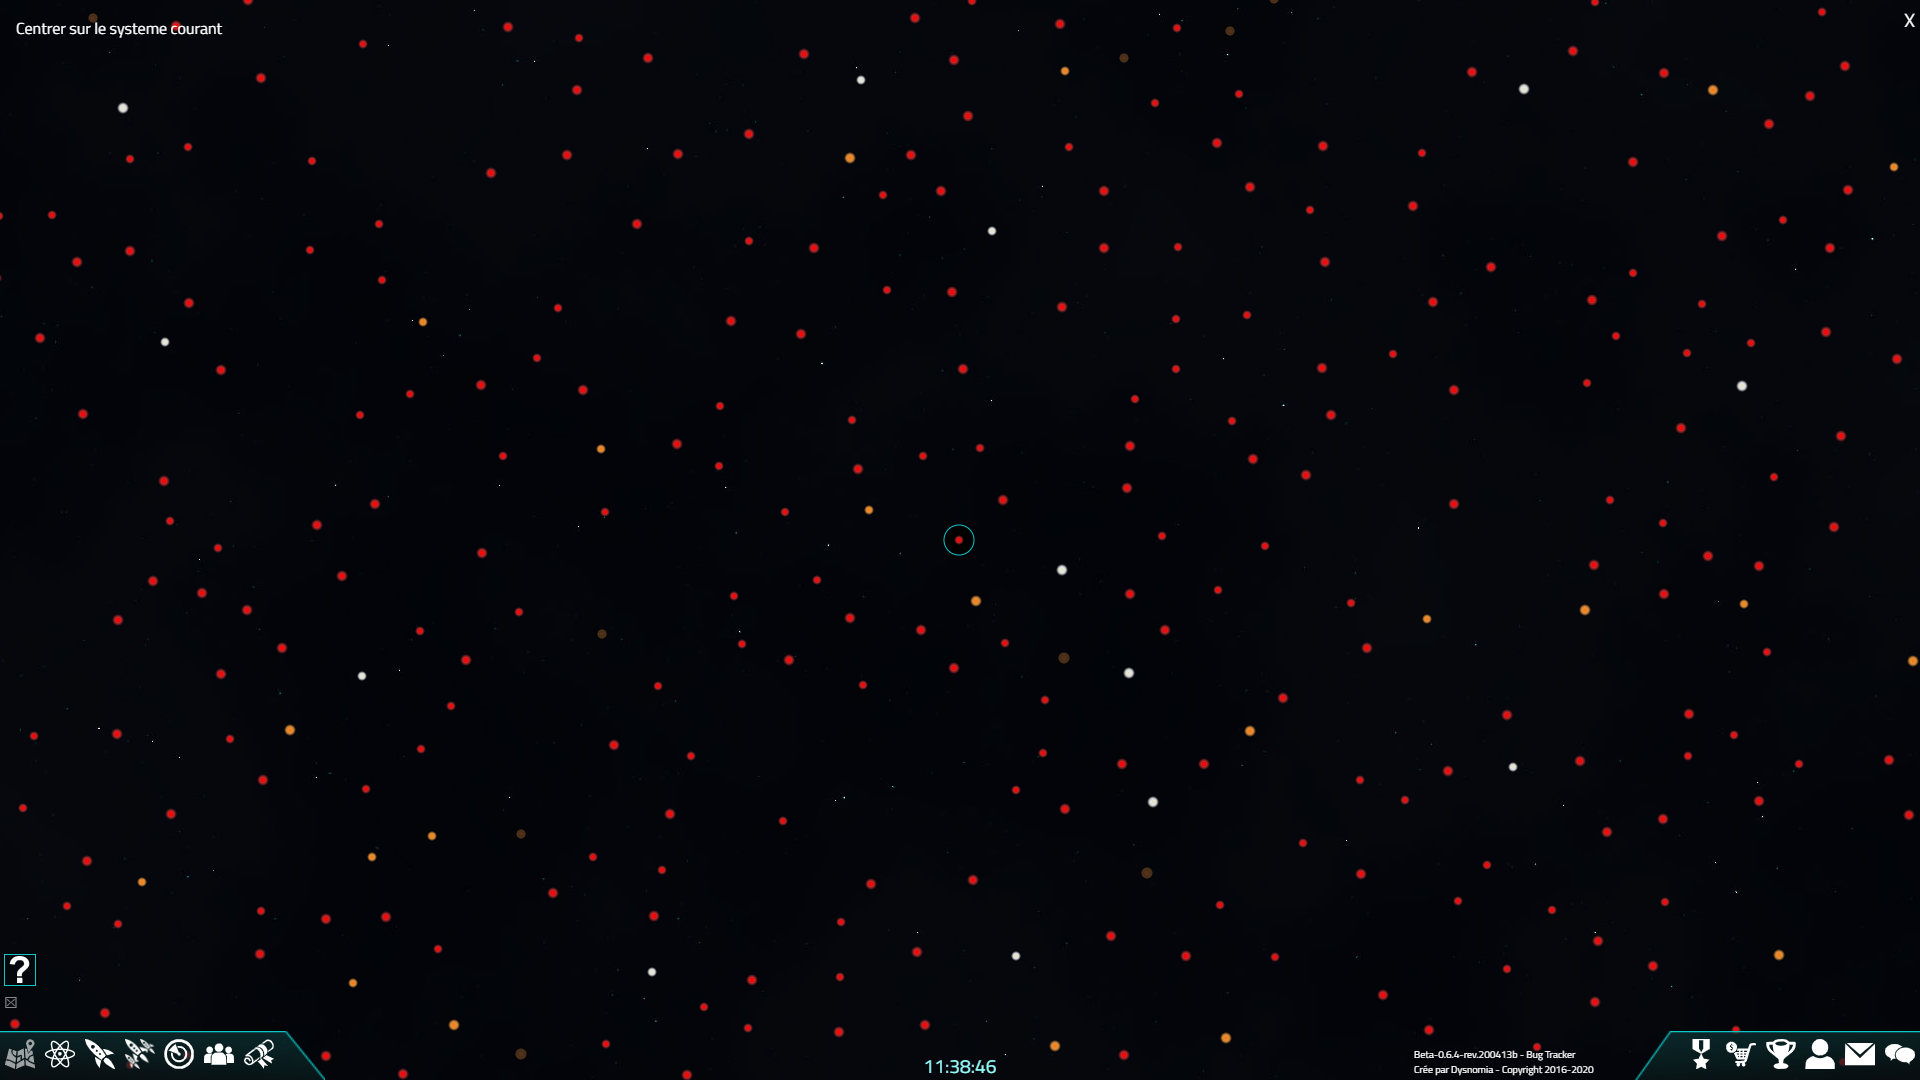 Centrer sur le systeme courant
X
?
11:38:46
Beta-0.6.4-rev.200413b - Bug Tracker
Crée par Dysnomia - Copyright 2016-2020